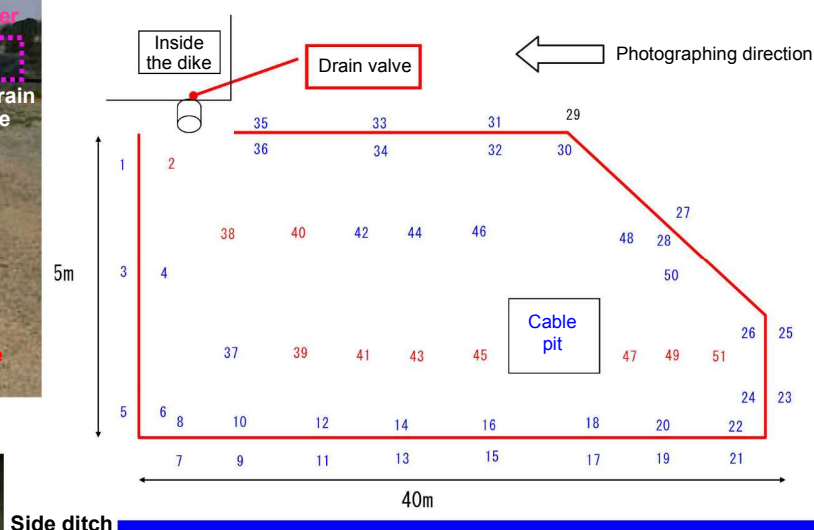 er
rain
e
Inside
the dike
Drain valve
Photographing direction
35 33 31 29
36 34 32 30
1 2
27
38 40 42 44 46 48 28
3 4 50
5m
Cable
pit
26 25
37 39 41 43 45 47 49 51
e
24 23
5 6
8 10 12 14 16 18 20 22
7 9 11 13 15 17 19 21
40m
Side ditch